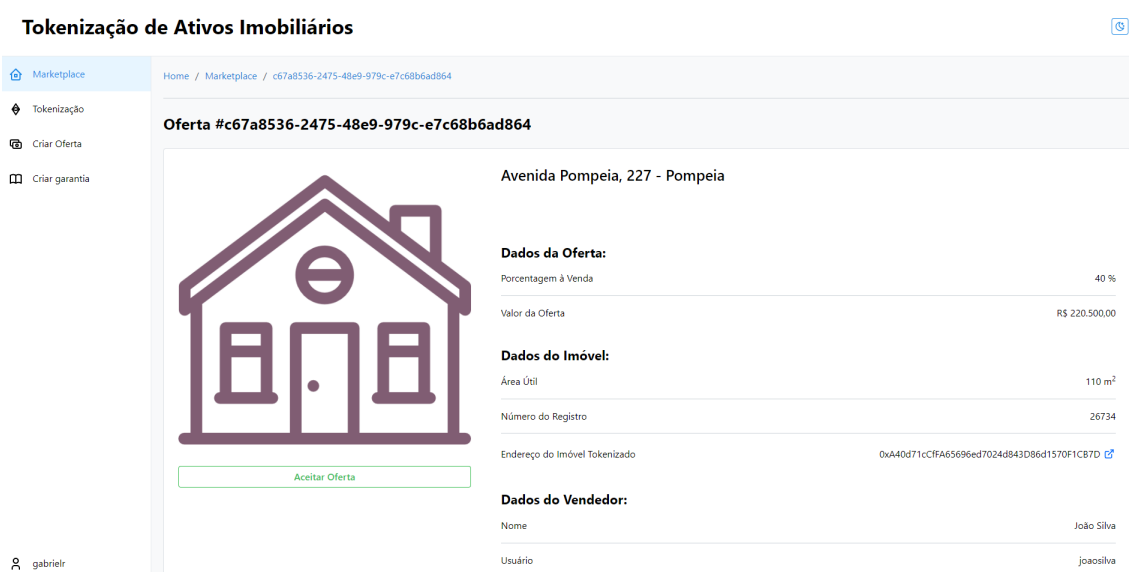 Tokenização de Ativos Imobiliários
Marketplace
Tokenização
Criar Oferta
Criar garantia
gabrielr
Home / Marketplace / c67a8536-2475-48e9-979c-e7c68b6ad864
Oferta #c67a8536-2475-48e9-979c-e7c68b6ad864
Aceitar Oferta
Avenida Pompeia, 227 - Pompeia
Dados da Oferta:
Porcentagem à Venda 40 %
Valor da Oferta R$ 220.500,00
Dados do Imóvel:
Área Útil 110 m²
Número do Registro 26734
Endereço do Imóvel Tokenizado 0xA40d71cCfFA65696ed7024d843D86d1570F1CB7D
Dados do Vendedor:
Nome João Silva
Usuário joaosilva